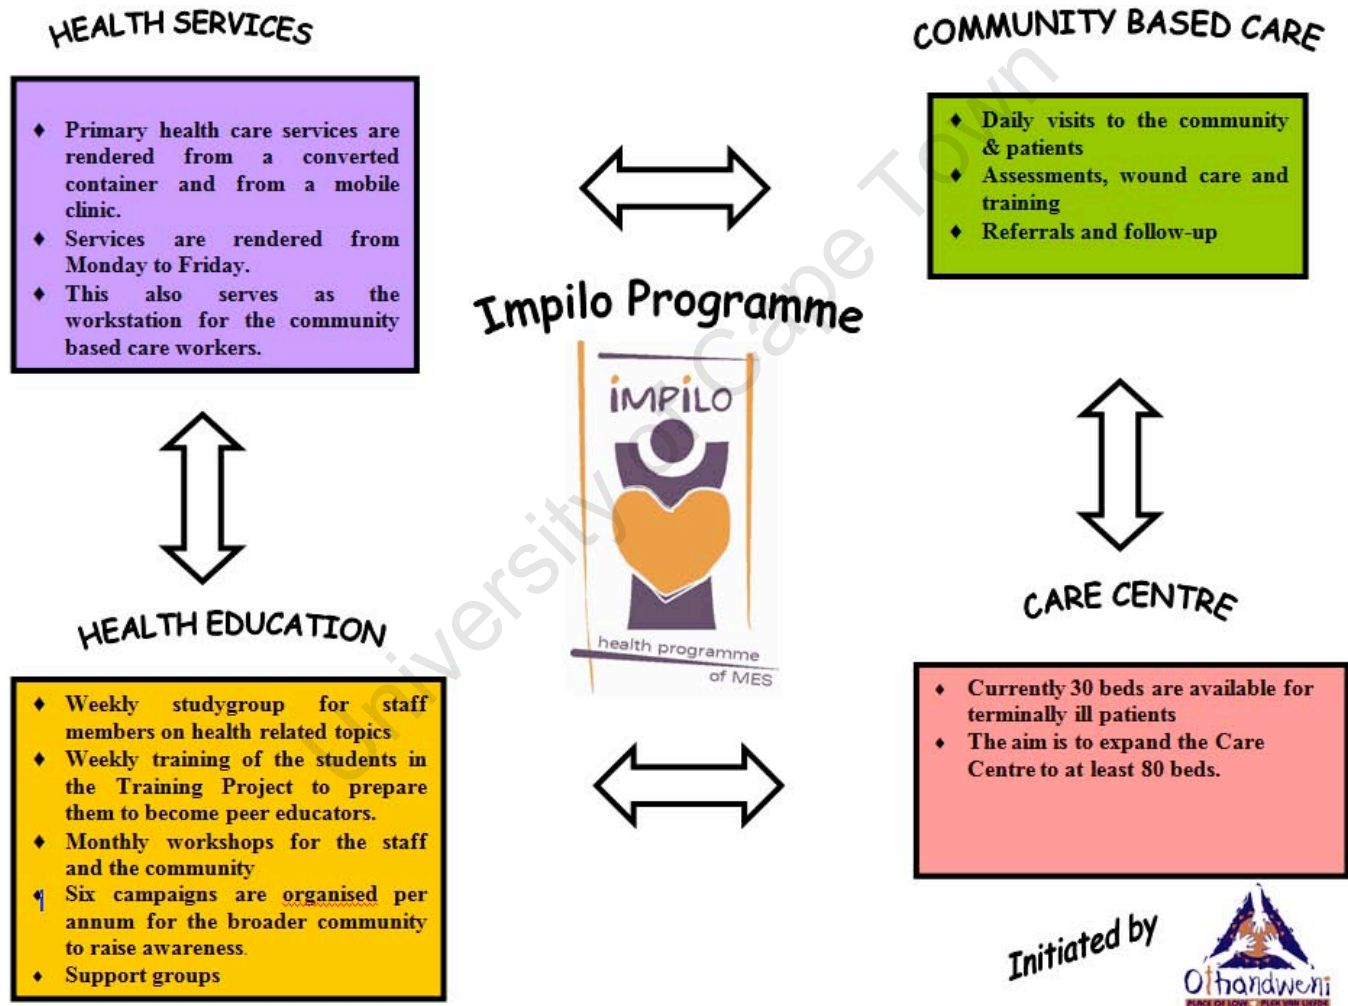 HEALTH SERVICES
♦ Primary health care services are
rendered from a converted
container and from a mobile
clinic.
♦ Services are rendered from
Monday to Friday.
♦ This also serves as the
workstation for the community
based care workers.
COMMUNITY BASED CARE
♦ Daily visits to the community
& patients
♦ Assessments, wound care and
training
♦ Referrals and follow-up
Impilo Programme
iMPiLO
health programme
of MES
HEALTH EDUCATION
♦ Weekly studygroup for staff
members on health related topics
♦ Weekly training of the students in
the Training Project to prepare
them to become peer educators.
♦ Monthly workshops for the staff
and the community
♦ Six campaigns are organised per
annum for the broader community
to raise awareness.
♦ Support groups
CARE CENTRE
♦ Currently 30 beds are available for
terminally ill patients
♦ The aim is to expand the Care
Centre to at least 80 beds.
Initiated by
Othandweni
PLACE OF LOVE PLEK VAN LIEFDE
University of Cape Town